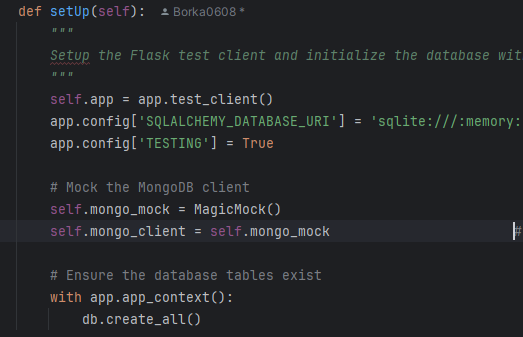 def setUp(self): Borka0608 *
"""
Setup the Flask test client and initialize the database wit
"""
self.app = app.test_client()
app.config['SQLALCHEMY_DATABASE_URI'] = 'sqlite:///:memory:
app.config['TESTING'] = True
# Mock the MongoDB client
self.mongo_mock = MagicMock()
self.mongo_client = self.mongo_mock #
# Ensure the database tables exist
with app.app_context():
db.create_all()